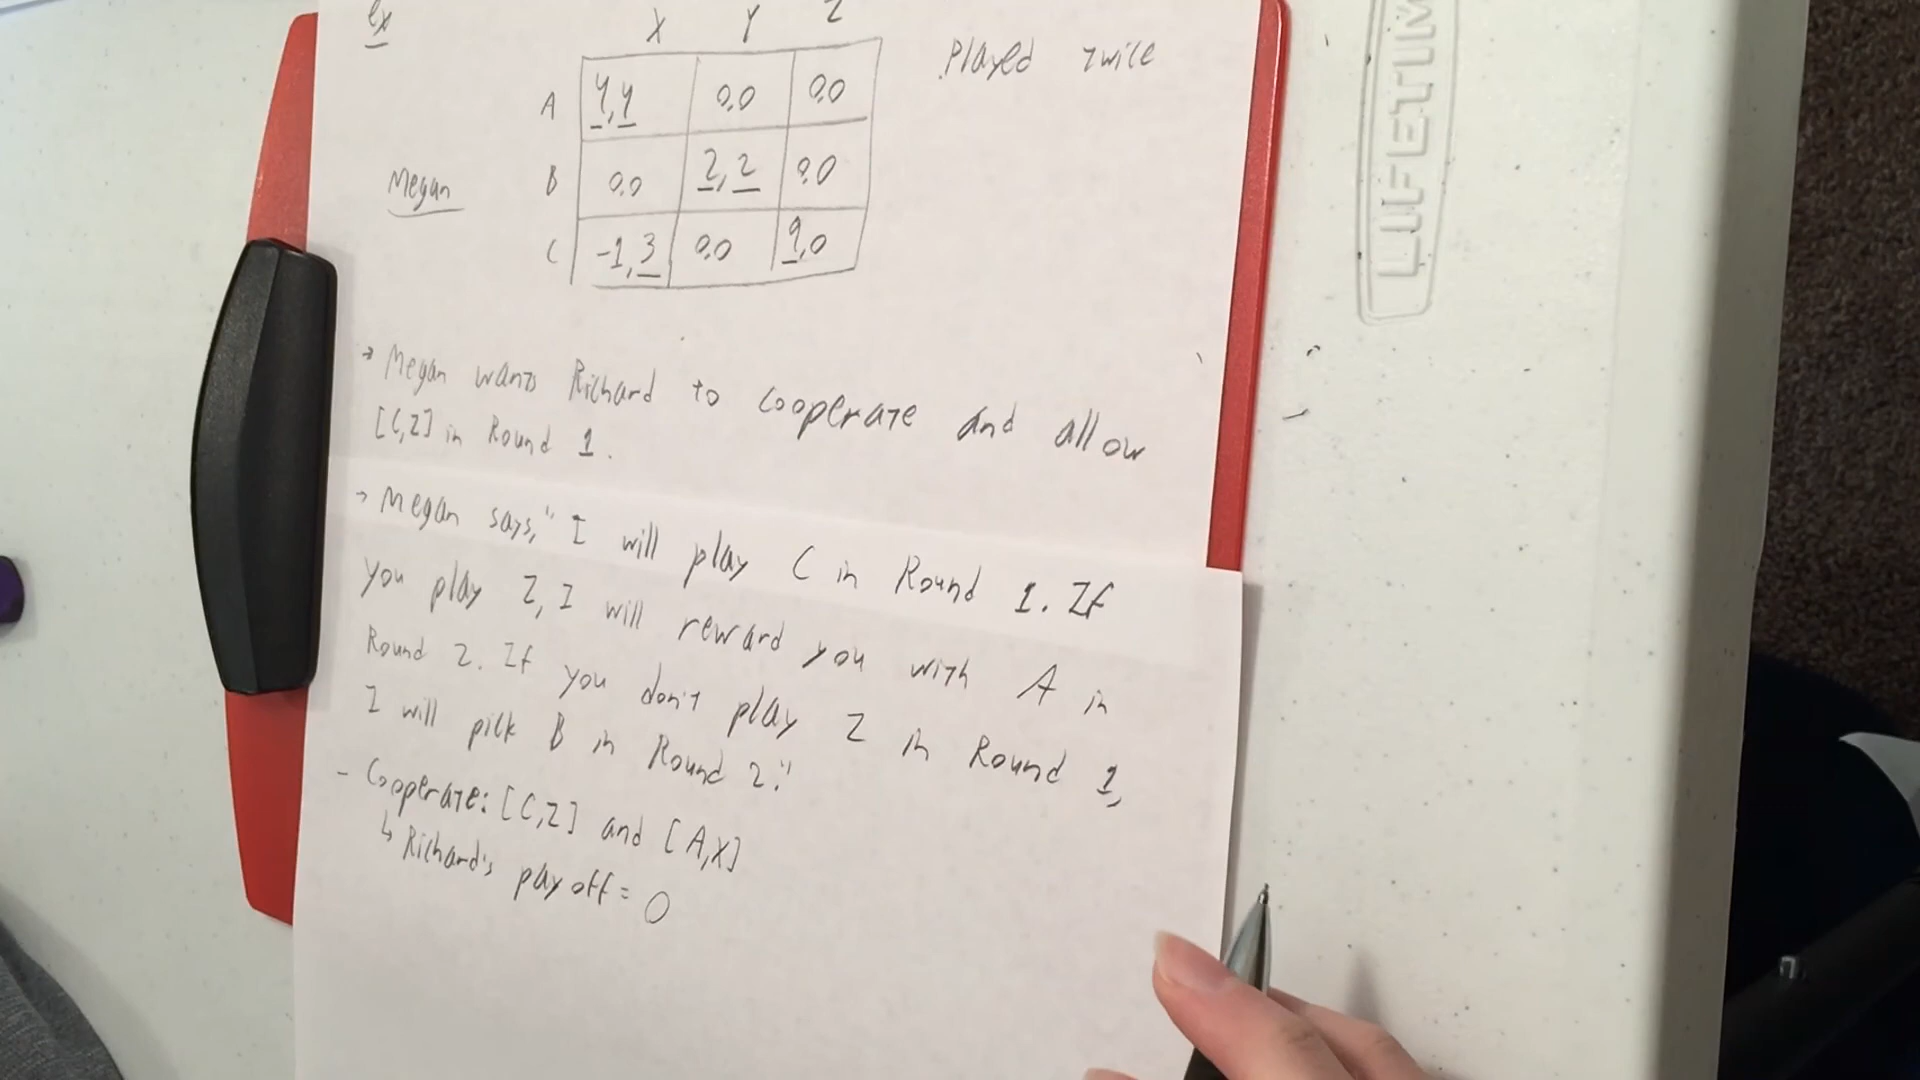 ex
X Y Z
Played twice
A 4,4 0,0 0,0
Megan B 0,0 2,2 0,0
C -1,3 0,0 9,0
→ Megan wants Richard to cooperate and allow
[C,Z] in Round 1.
→ Megan says, "I will play C in Round 1. If
you play Z, I will reward you with A in
Round 2. If you don't play Z in Round 1,
I will pick B in Round 2."
- Cooperate: [C,Z] and [A,X]
↳ Richard's payoff = 0
LIFETIM